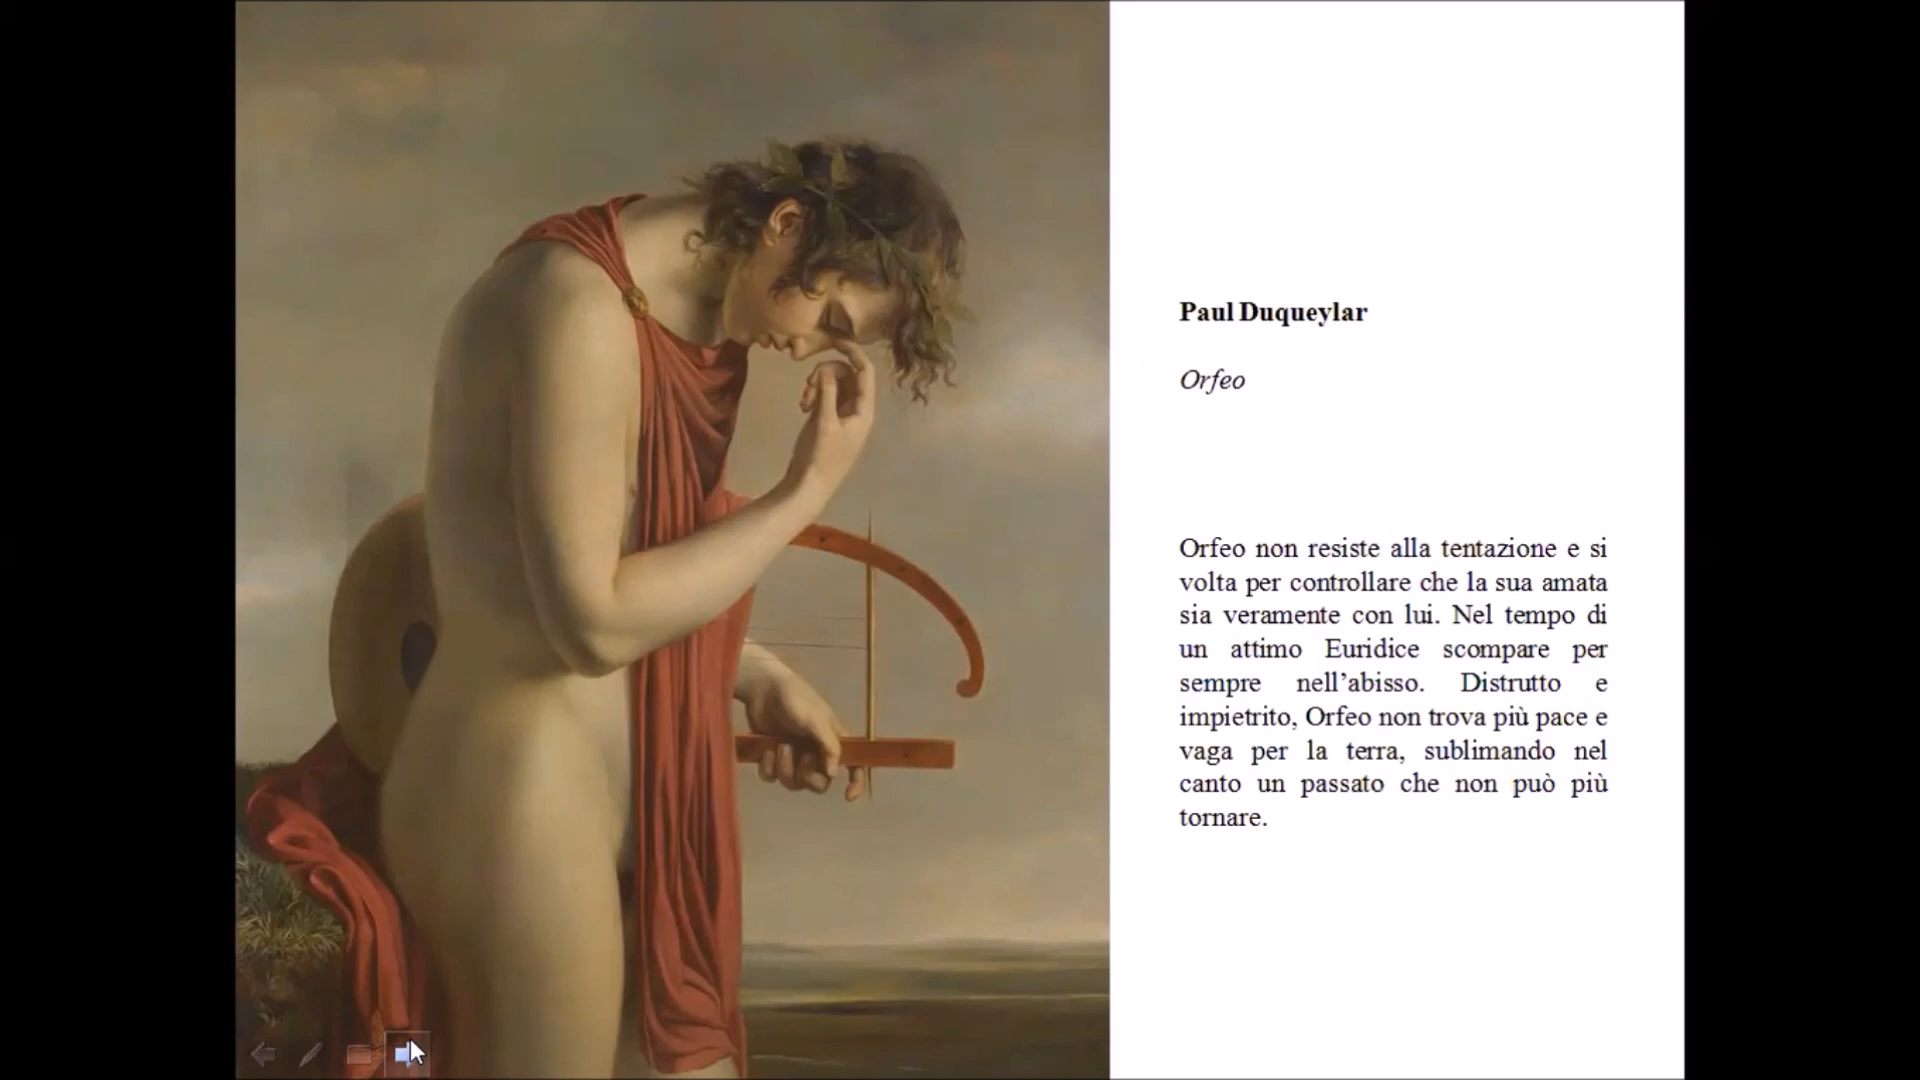 Paul Duqueylar
Orfeo
Orfeo non resiste alla tentazione e si
volta per controllare che la sua amata
sia veramente con lui. Nel tempo di
un attimo Euridice scompare per
sempre nell’abisso. Distrutto e
impietrito, Orfeo non trova più pace e
vaga per la terra, sublimando nel
canto un passato che non può più
tornare.